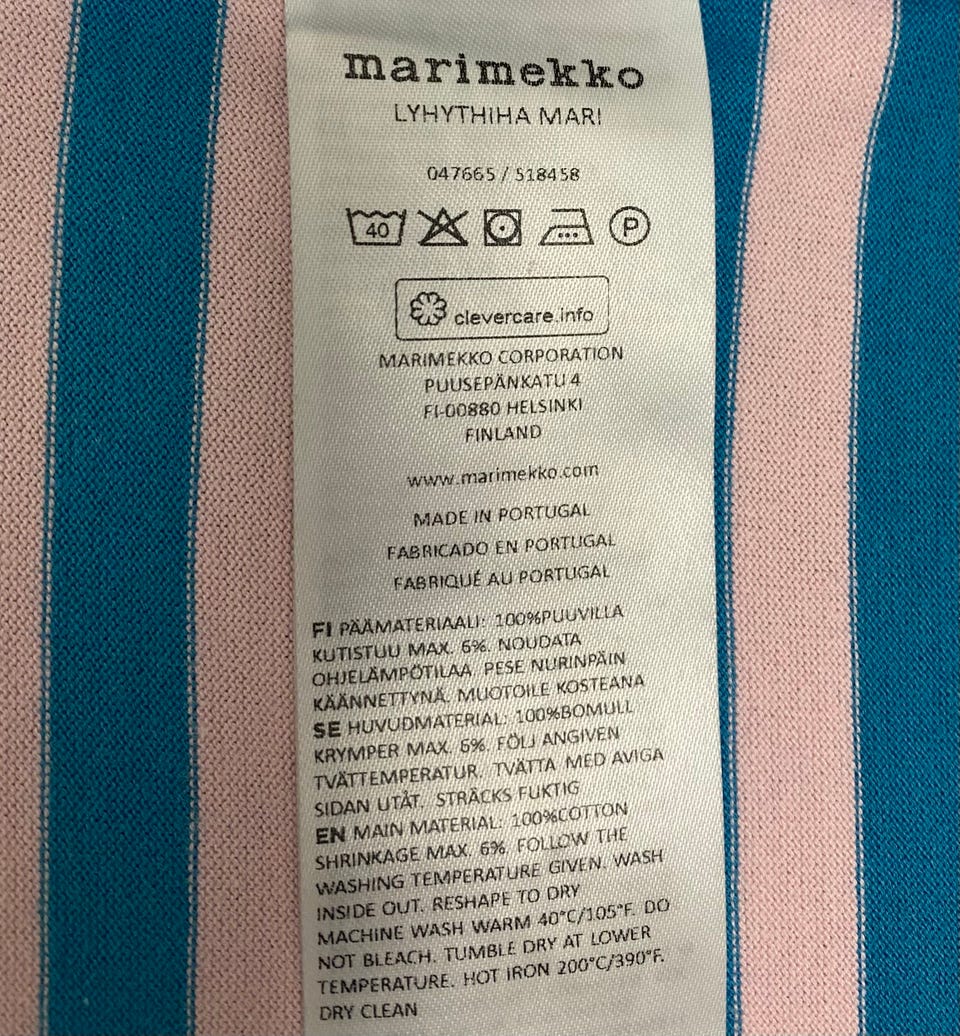 marimekko
LYHYTHIHA MARI
047665 / 518458
40 P
clevercare.info
MARIMEKKO CORPORATION
PUUSEPÄNKATU 4
FI-00880 HELSINKI
FINLAND
www.marimekko.com
MADE IN PORTUGAL
FABRICADO EN PORTUGAL
FABRIQUÉ AU PORTUGAL
FI PÄÄMATERIAALI: 100%PUUVILLA
KUTISTUU MAX. 6%. NOUDATA
OHJELÄMPÖTILAA. PESE NURINPÄIN
KÄÄNNETTYNÄ. MUOTOILE KOSTEANA
SE HUVUDMATERIAL: 100%BOMULL
KRYMPER MAX. 6%. FÖLJ ANGIVEN
TVÄTTEMPERATUR. TVÄTTA MED AVIGA
SIDAN UTÅT. STRÄCKS FUKTIG
EN MAIN MATERIAL: 100%COTTON
SHRINKAGE MAX. 6%. FOLLOW THE
WASHING TEMPERATURE GIVEN. WASH
INSIDE OUT. RESHAPE TO DRY
MACHINE WASH WARM 40°C/105°F. DO
NOT BLEACH. TUMBLE DRY AT LOWER
TEMPERATURE. HOT IRON 200°C/390°F.
DRY CLEAN